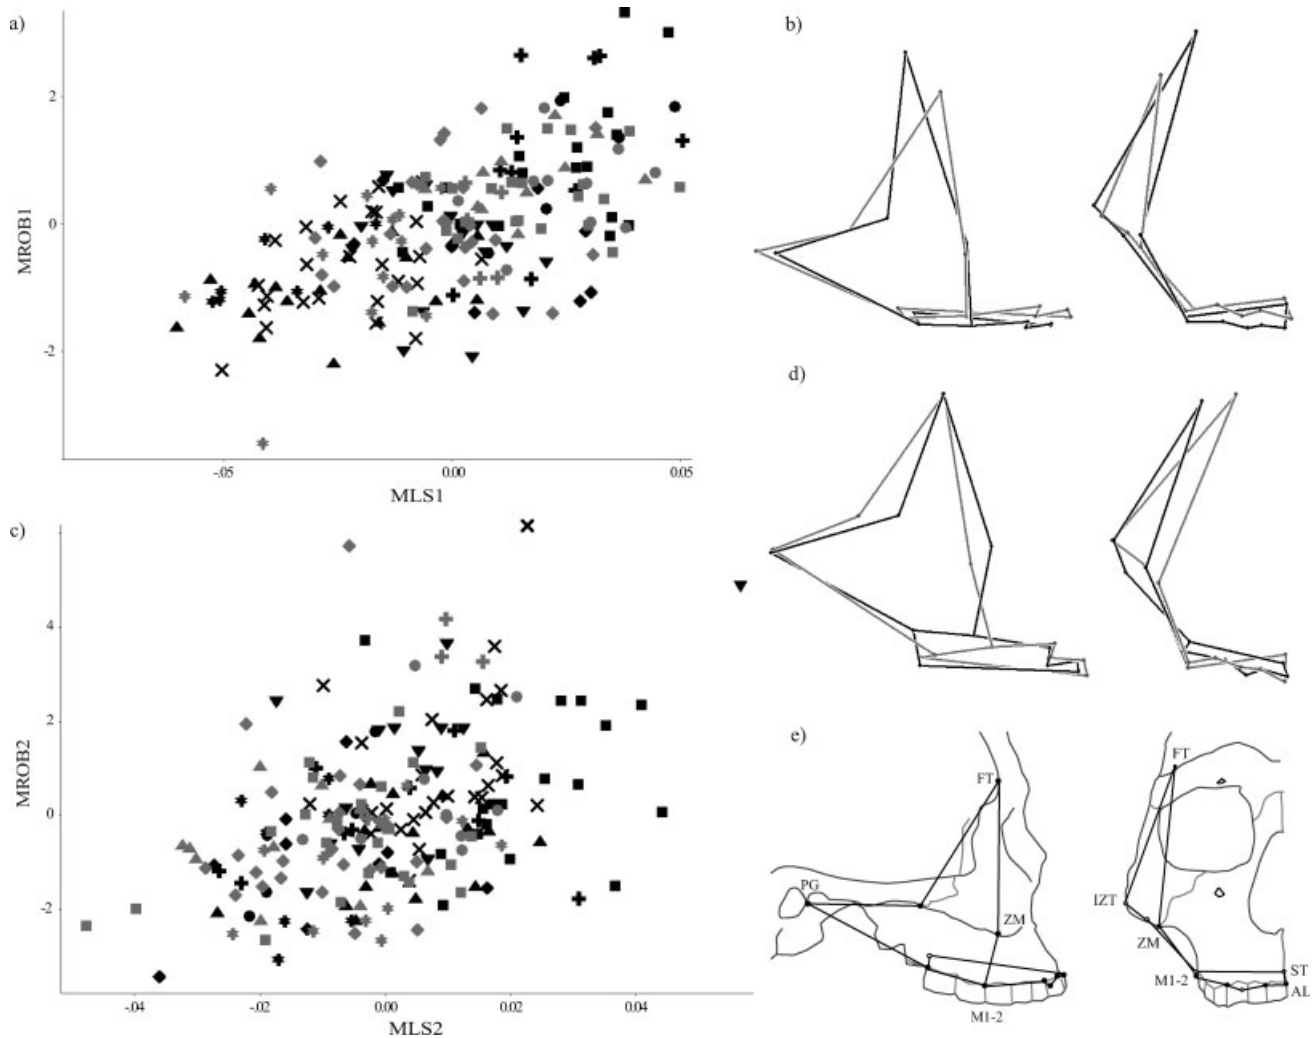 a)
MROB1
2
0
-2
-.05
0.00
0.05
MLS1
b)
c)
MROB2
4
2
0
-2
-.04
-.02
0.00
0.02
0.04
MLS2
d)
e)
FT
PG
ZM
M1-2
FT
IZT
ZM
M1-2
ST
AL